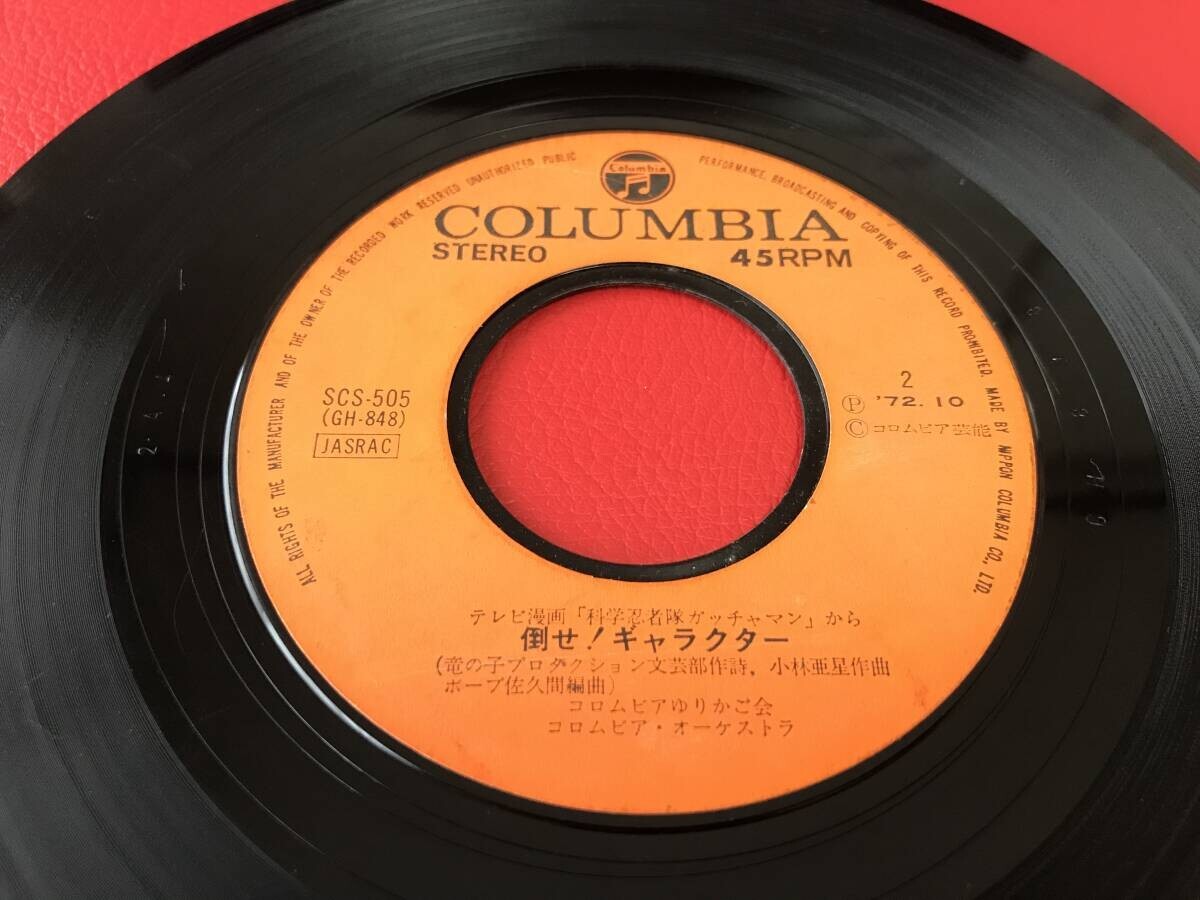 Columbia
ALL RIGHTS OF THE MANUFACTURER AND OF THE OWNER OF THE RECORDED WORK RESERVED UNAUTHORIZED PUBLIC PERFORMANCE, BROADCASTING AND COPYING OF THIS RECORD PROHIBITED. MADE BY NIPPON COLUMBIA CO., LTD.
COLUMBIA
STEREO 45RPM
SCS-505
(GH-848)
JASRAC
2
Ⓟ '72.10
©コロムビア芸能
テレビ漫画「科学忍者隊ガッチャマン」から
倒せ!ギャラクター
(竜の子プロダクション文芸部作詩, 小林亜星作曲
ボーブ佐久間編曲)
コロムビアゆりかご会
コロムビア・オーケストラ